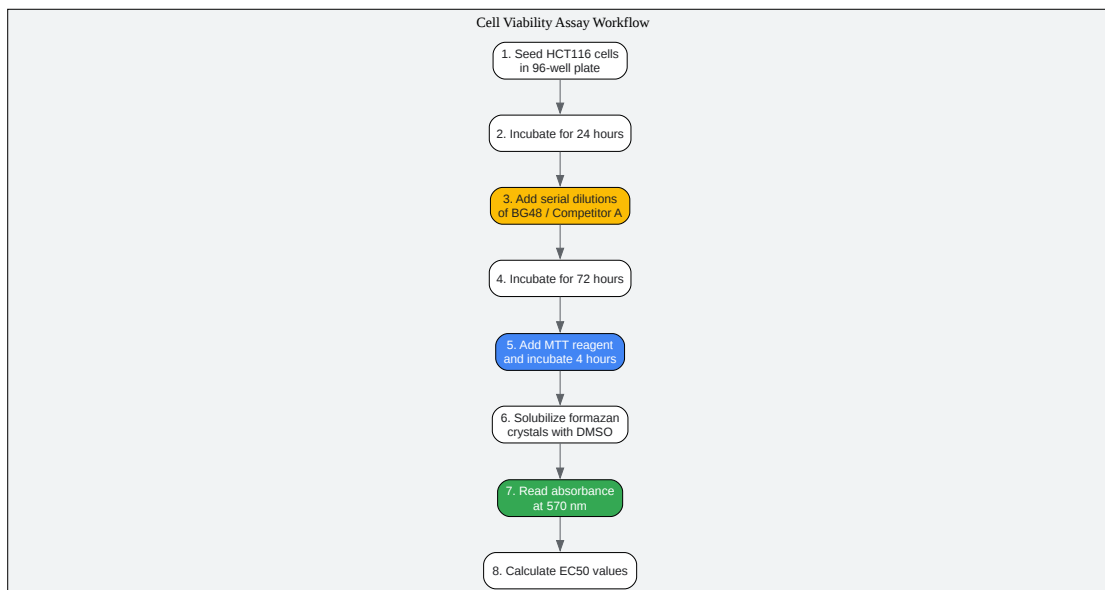 Cell Viability Assay Workflow
1. Seed HCT116 cells
in 96-well plate
2. Incubate for 24 hours
3. Add serial dilutions
of BG48 / Competitor A
4. Incubate for 72 hours
5. Add MTT reagent
and incubate 4 hours
6. Solubilize formazan
crystals with DMSO
7. Read absorbance
at 570 nm
8. Calculate EC50 values